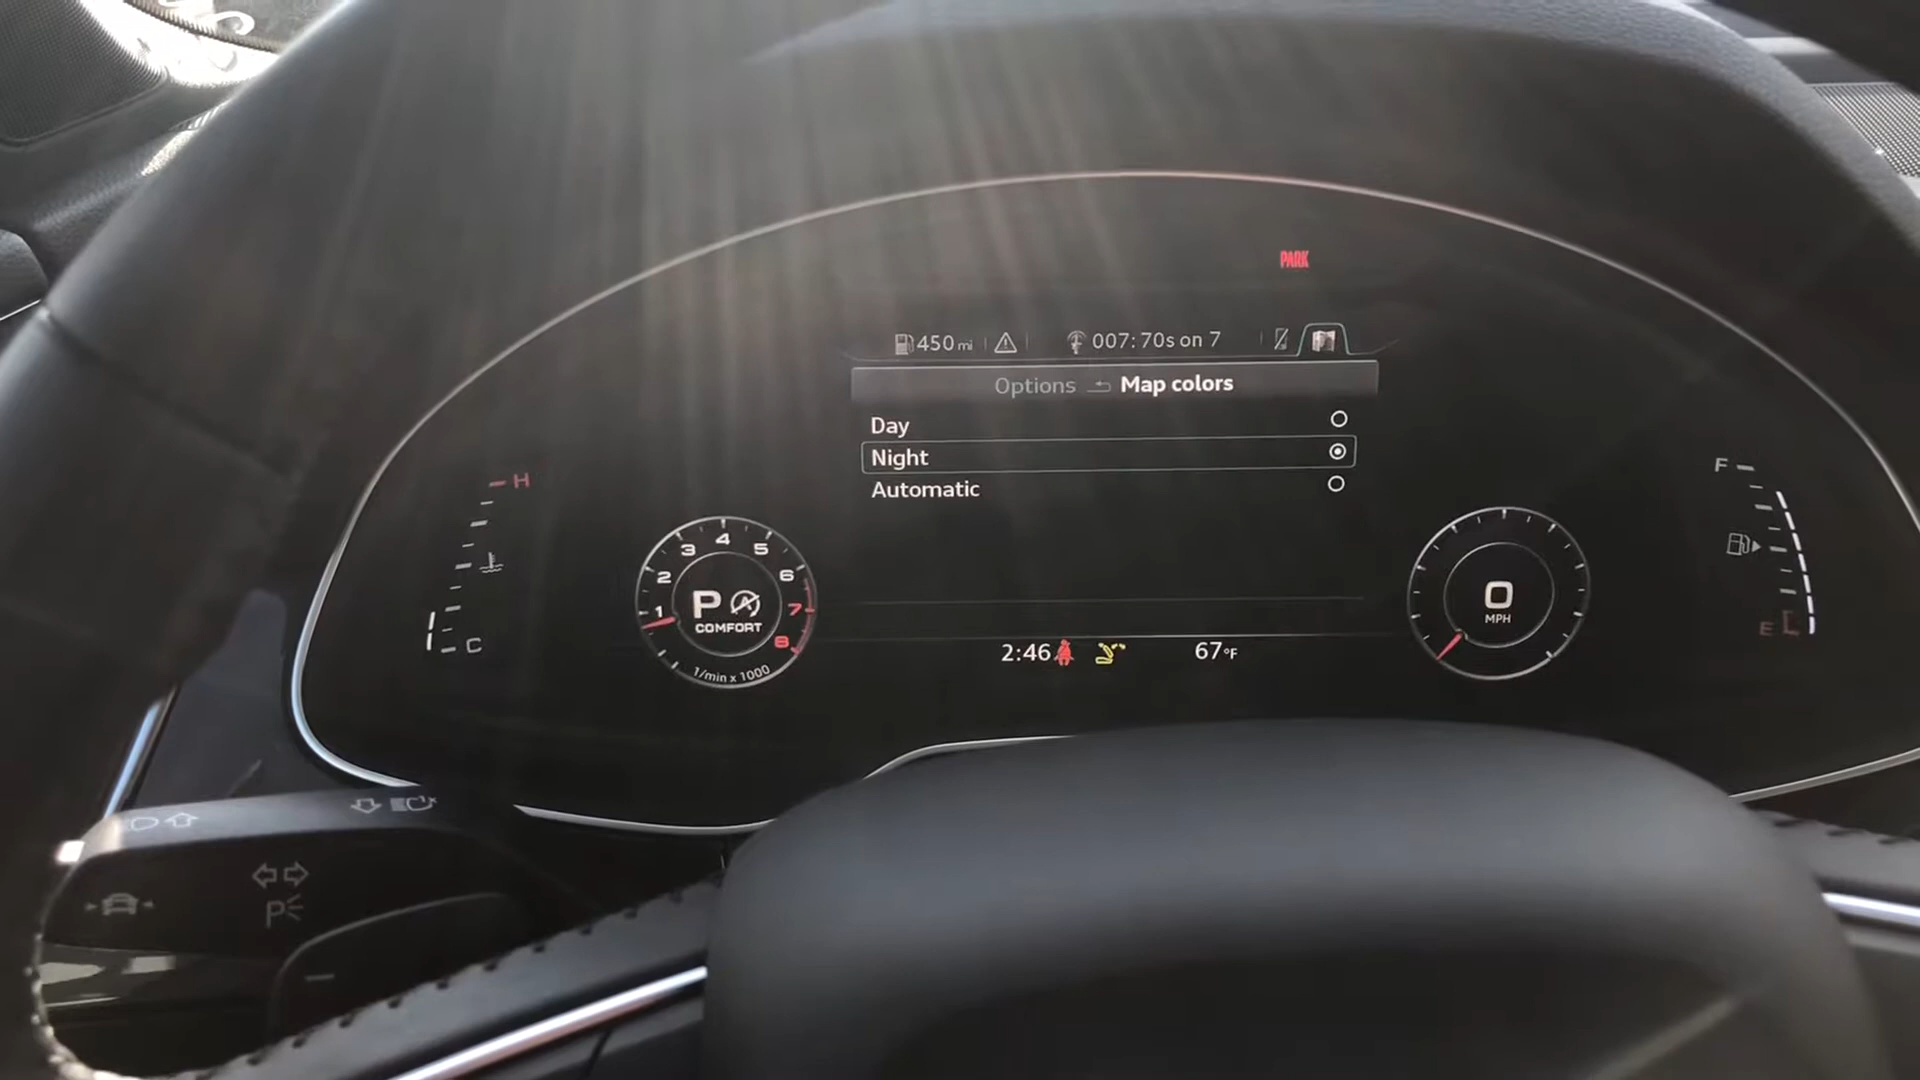 PARK
450 mi
007:70s on 7
Options Map colors
Day
Night
Automatic
H
C
1 2 3 4 5 6 7 8
P
COMFORT
1/min x 1000
0
MPH
F
E
2:46
67°F
P